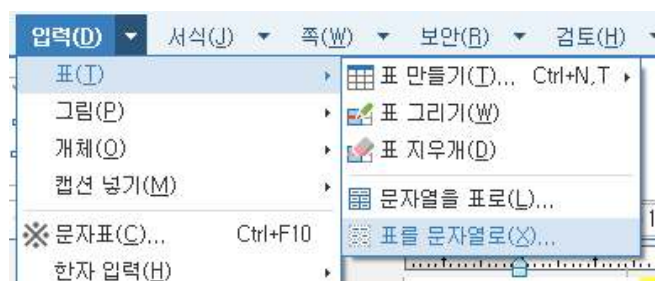 입력(D) 서식(J) 쪽(W) 보안(R) 검토(H)
표(T)
그림(P)
개체(O)
캡션 넣기(M)
※ 문자표(C)... Ctrl+F10
한자 입력(H)
표 만들기(T)... Ctrl+N,T
표 그리기(W)
표 지우개(D)
문자열을 표로(L)...
표를 문자열로(X)...
1